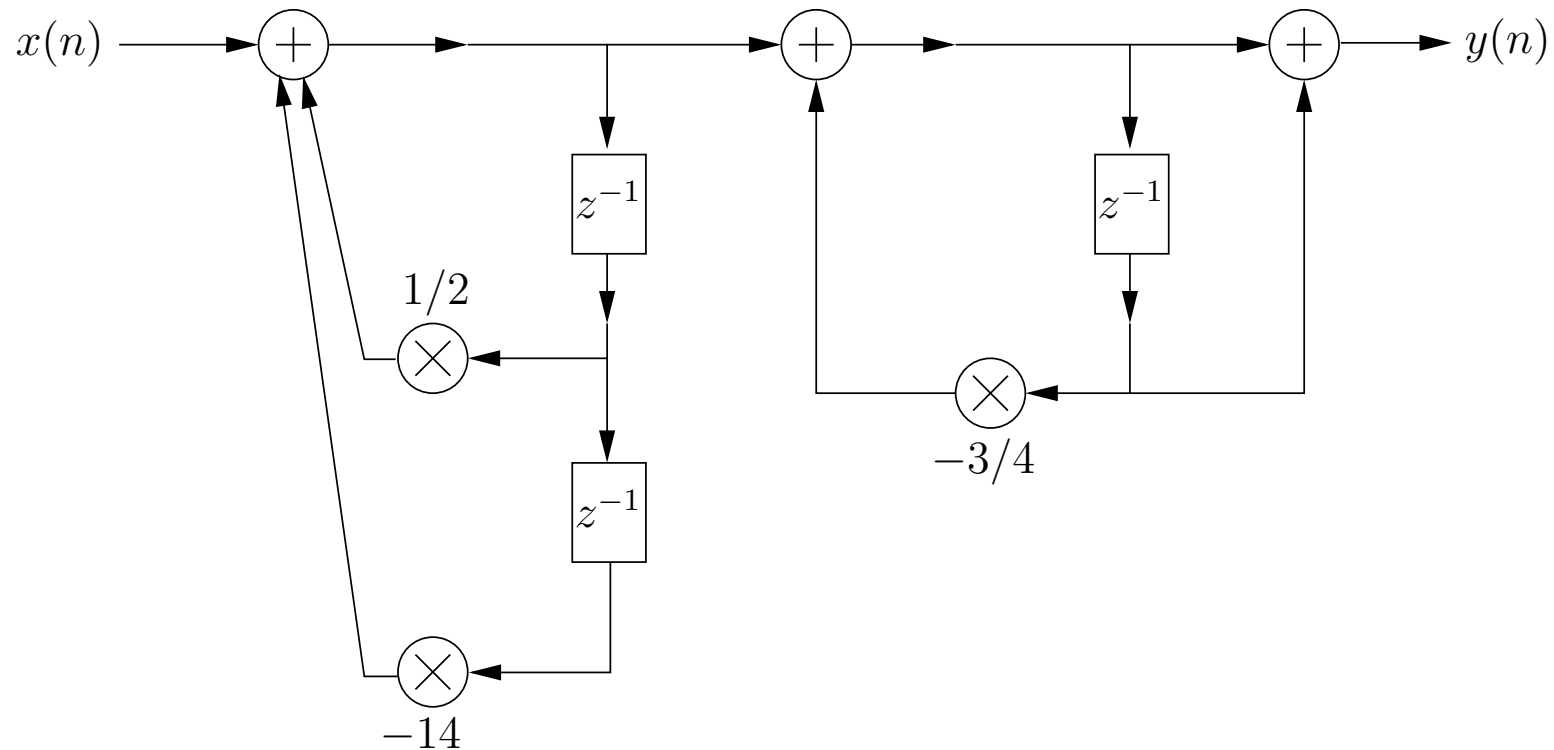 x(n)
+
+
+
y(n)
z⁻¹
z⁻¹
1/2
×
×
−3/4
z⁻¹
×
−14